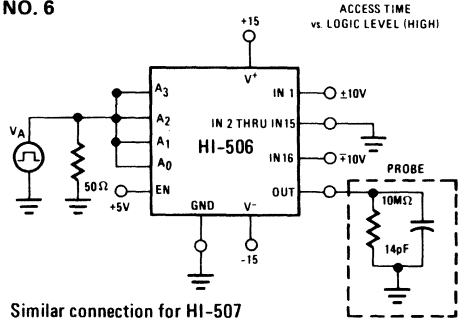 NO. 6
ACCESS TIME
vs. LOGIC LEVEL (HIGH)
+15
V+
A3
IN 1
±10V
A2
IN 2 THRU IN15
VA
A1
HI-506
A0
IN16
∓10V
PROBE
50Ω
EN
OUT
+5V
GND
V-
10MΩ
14pF
-15
Similar connection for HI-507